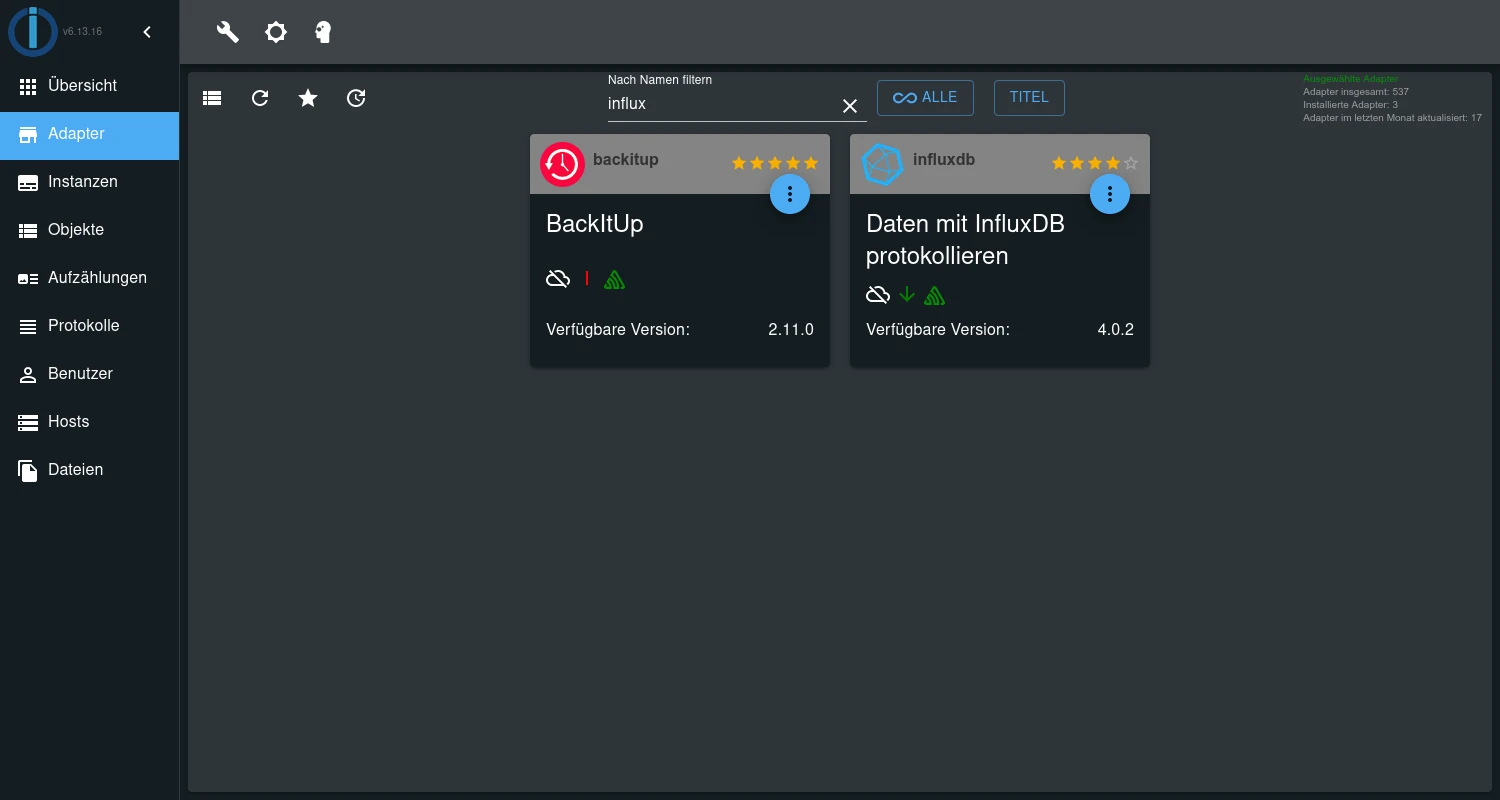 v6.13.16
Übersicht
Adapter
Instanzen
Objekte
Aufzählungen
Protokolle
Benutzer
Hosts
Dateien
Nach Namen filtern
influx
ALLE
TITEL
Ausgewählte Adapter
Adapter insgesamt: 537
Installierte Adapter: 3
Adapter im letzten Monat aktualisiert: 17
backitup
BackItUp
Verfügbare Version: 2.11.0
influxdb
Daten mit InfluxDB
protokollieren
Verfügbare Version: 4.0.2